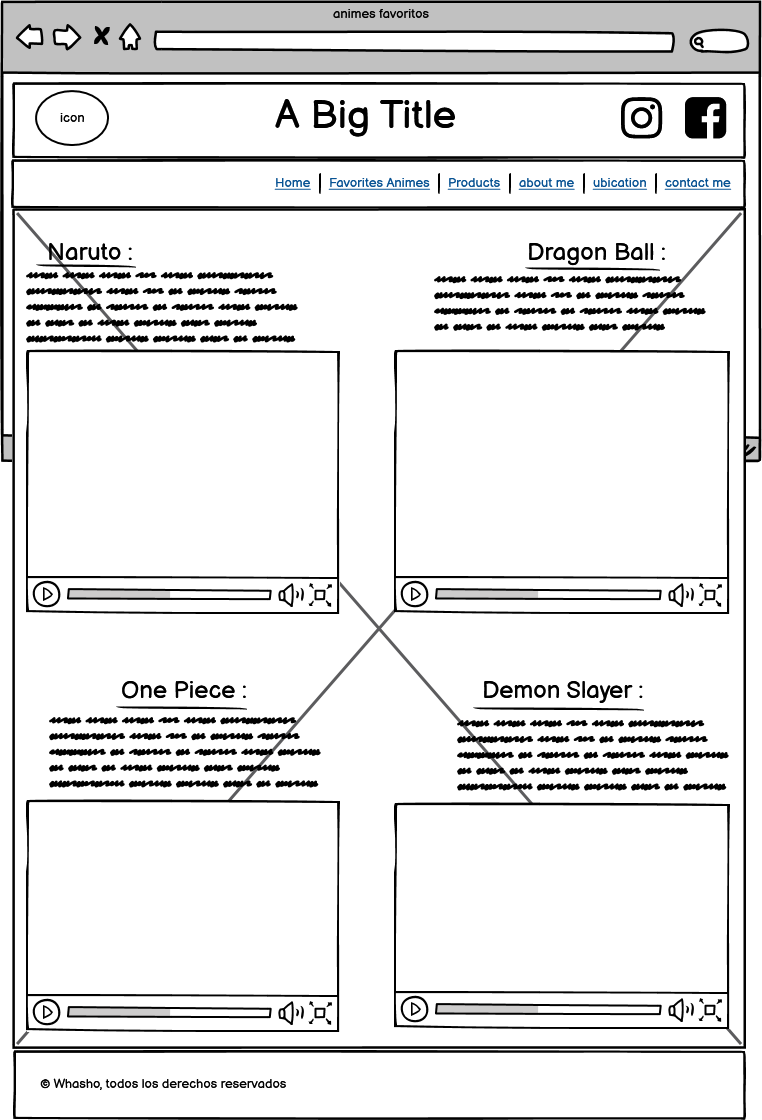 animes favoritos
icon
A Big Title
Home | Favorites Animes | Products | about me | ubication | contact me
Naruto :
Dragon Ball :
One Piece :
Demon Slayer :
© Whasho, todos los derechos reservados